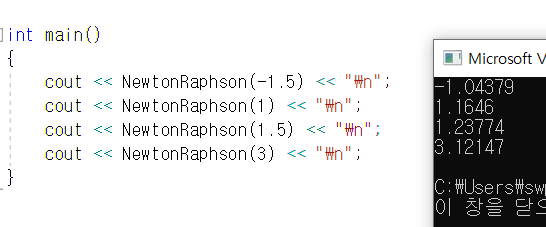 int main()
{
cout << NewtonRaphson(-1.5) << "₩n";
cout << NewtonRaphson(1) << "₩n";
cout << NewtonRaphson(1.5) << "₩n";
cout << NewtonRaphson(3) << "₩n";
}
Microsoft V
-1.04379
1.1646
1.23774
3.12147
C:₩Users₩sw
이 창을 닫으